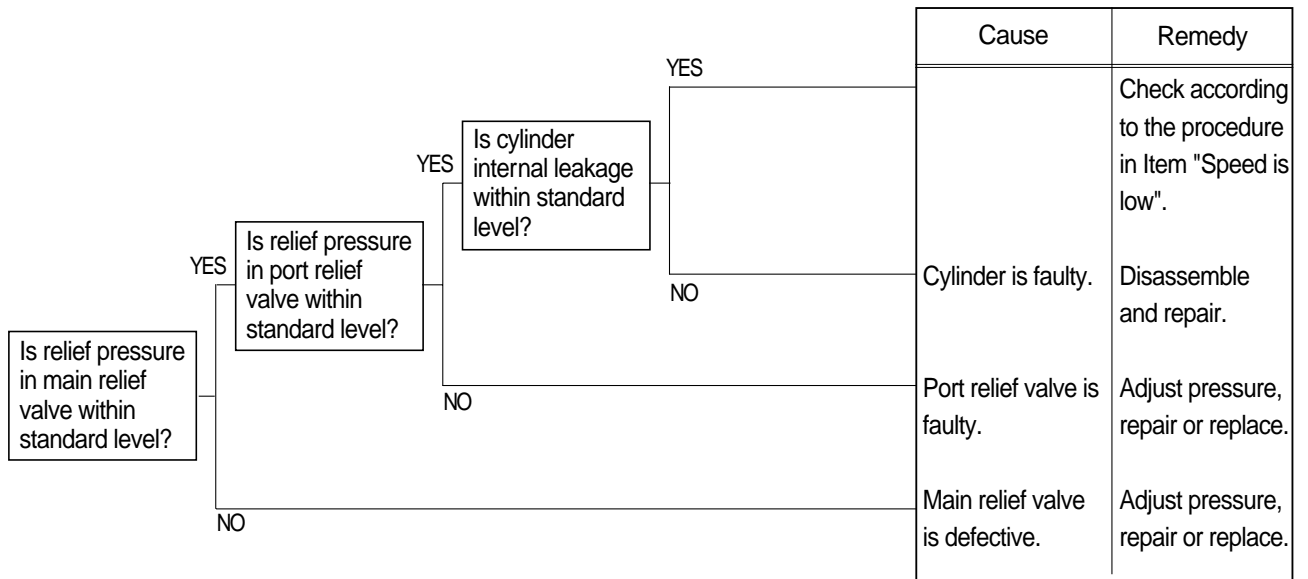 Cause
Remedy
YES
Check according
to the procedure
in Item "Speed is
low".
Is cylinder
internal leakage
within standard
level?
YES
Is relief pressure
in port relief
valve within
standard level?
YES
NO
Cylinder is faulty.
Disassemble
and repair.
Is relief pressure
in main relief
valve within
standard level?
NO
Port relief valve is
faulty.
Adjust pressure,
repair or replace.
NO
Main relief valve
is defective.
Adjust pressure,
repair or replace.